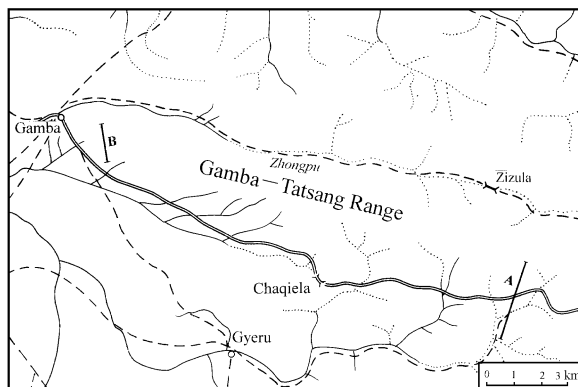 Gamba
B
Zhongpu
Zizula
Gamba—Tatsang Range
A
Chaqiela
Gyeru
0 1 2 3 km